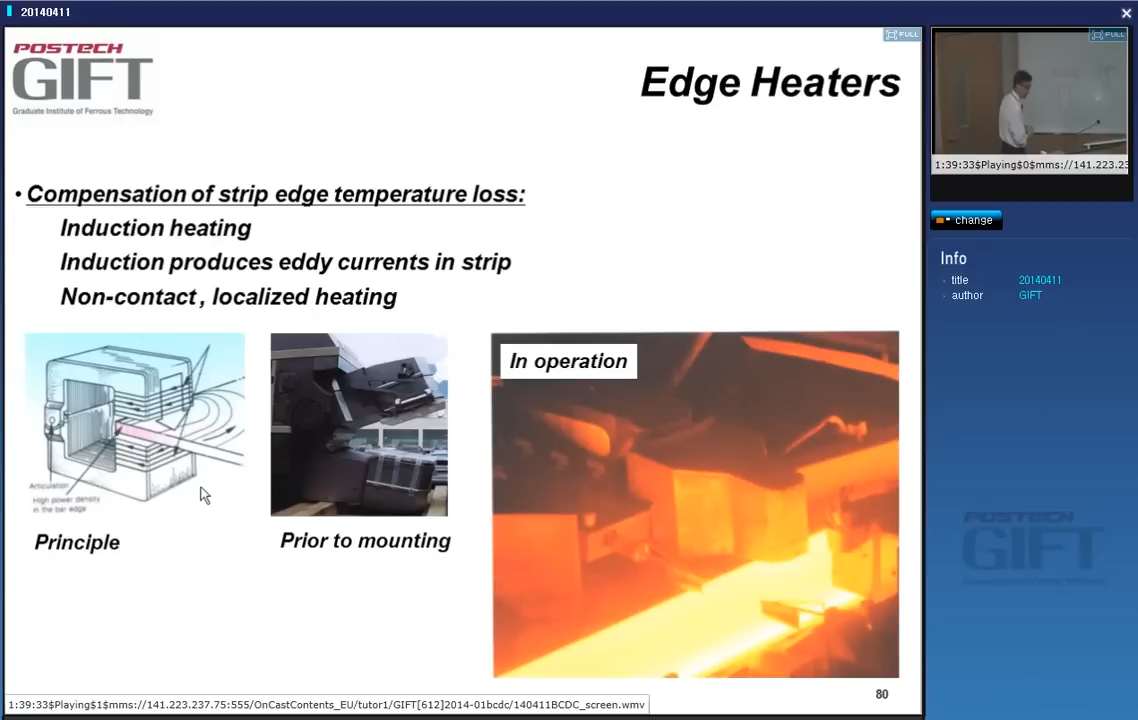 20140411
POSTECH
GIFT
Graduate Institute of Ferrous Technology
FULL
Edge Heaters
• Compensation of strip edge temperature loss:
Induction heating
Induction produces eddy currents in strip
Non-contact , localized heating
In operation
Articulation
High power density
in the bar edge
Principle
Prior to mounting
80
1:39:33$Playing$1$mms://141.223.237.75:555/OnCastContents_EU/tutor1/GIFT[612]2014-01bcdc/140411BCDC_screen.wmv
FULL
1:39:33$Playing$0$mms://141.223.23
change
Info
title 20140411
author GIFT
POSTECH
GIFT